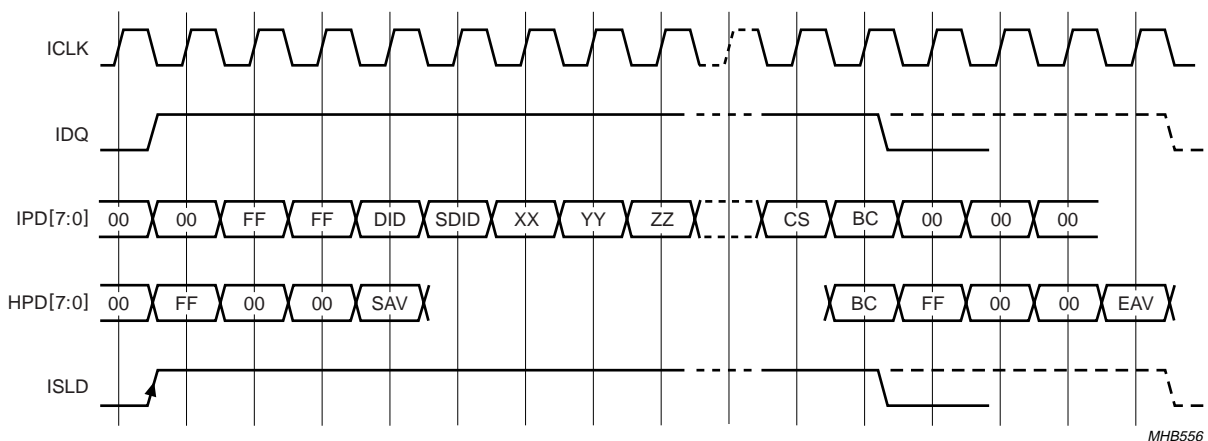 ICLK
IDQ
IPD[7:0] 00 00 FF FF DID SDID XX YY ZZ CS BC 00 00 00
HPD[7:0] 00 FF 00 00 SAV BC FF 00 00 EAV
ISLD
MHB556